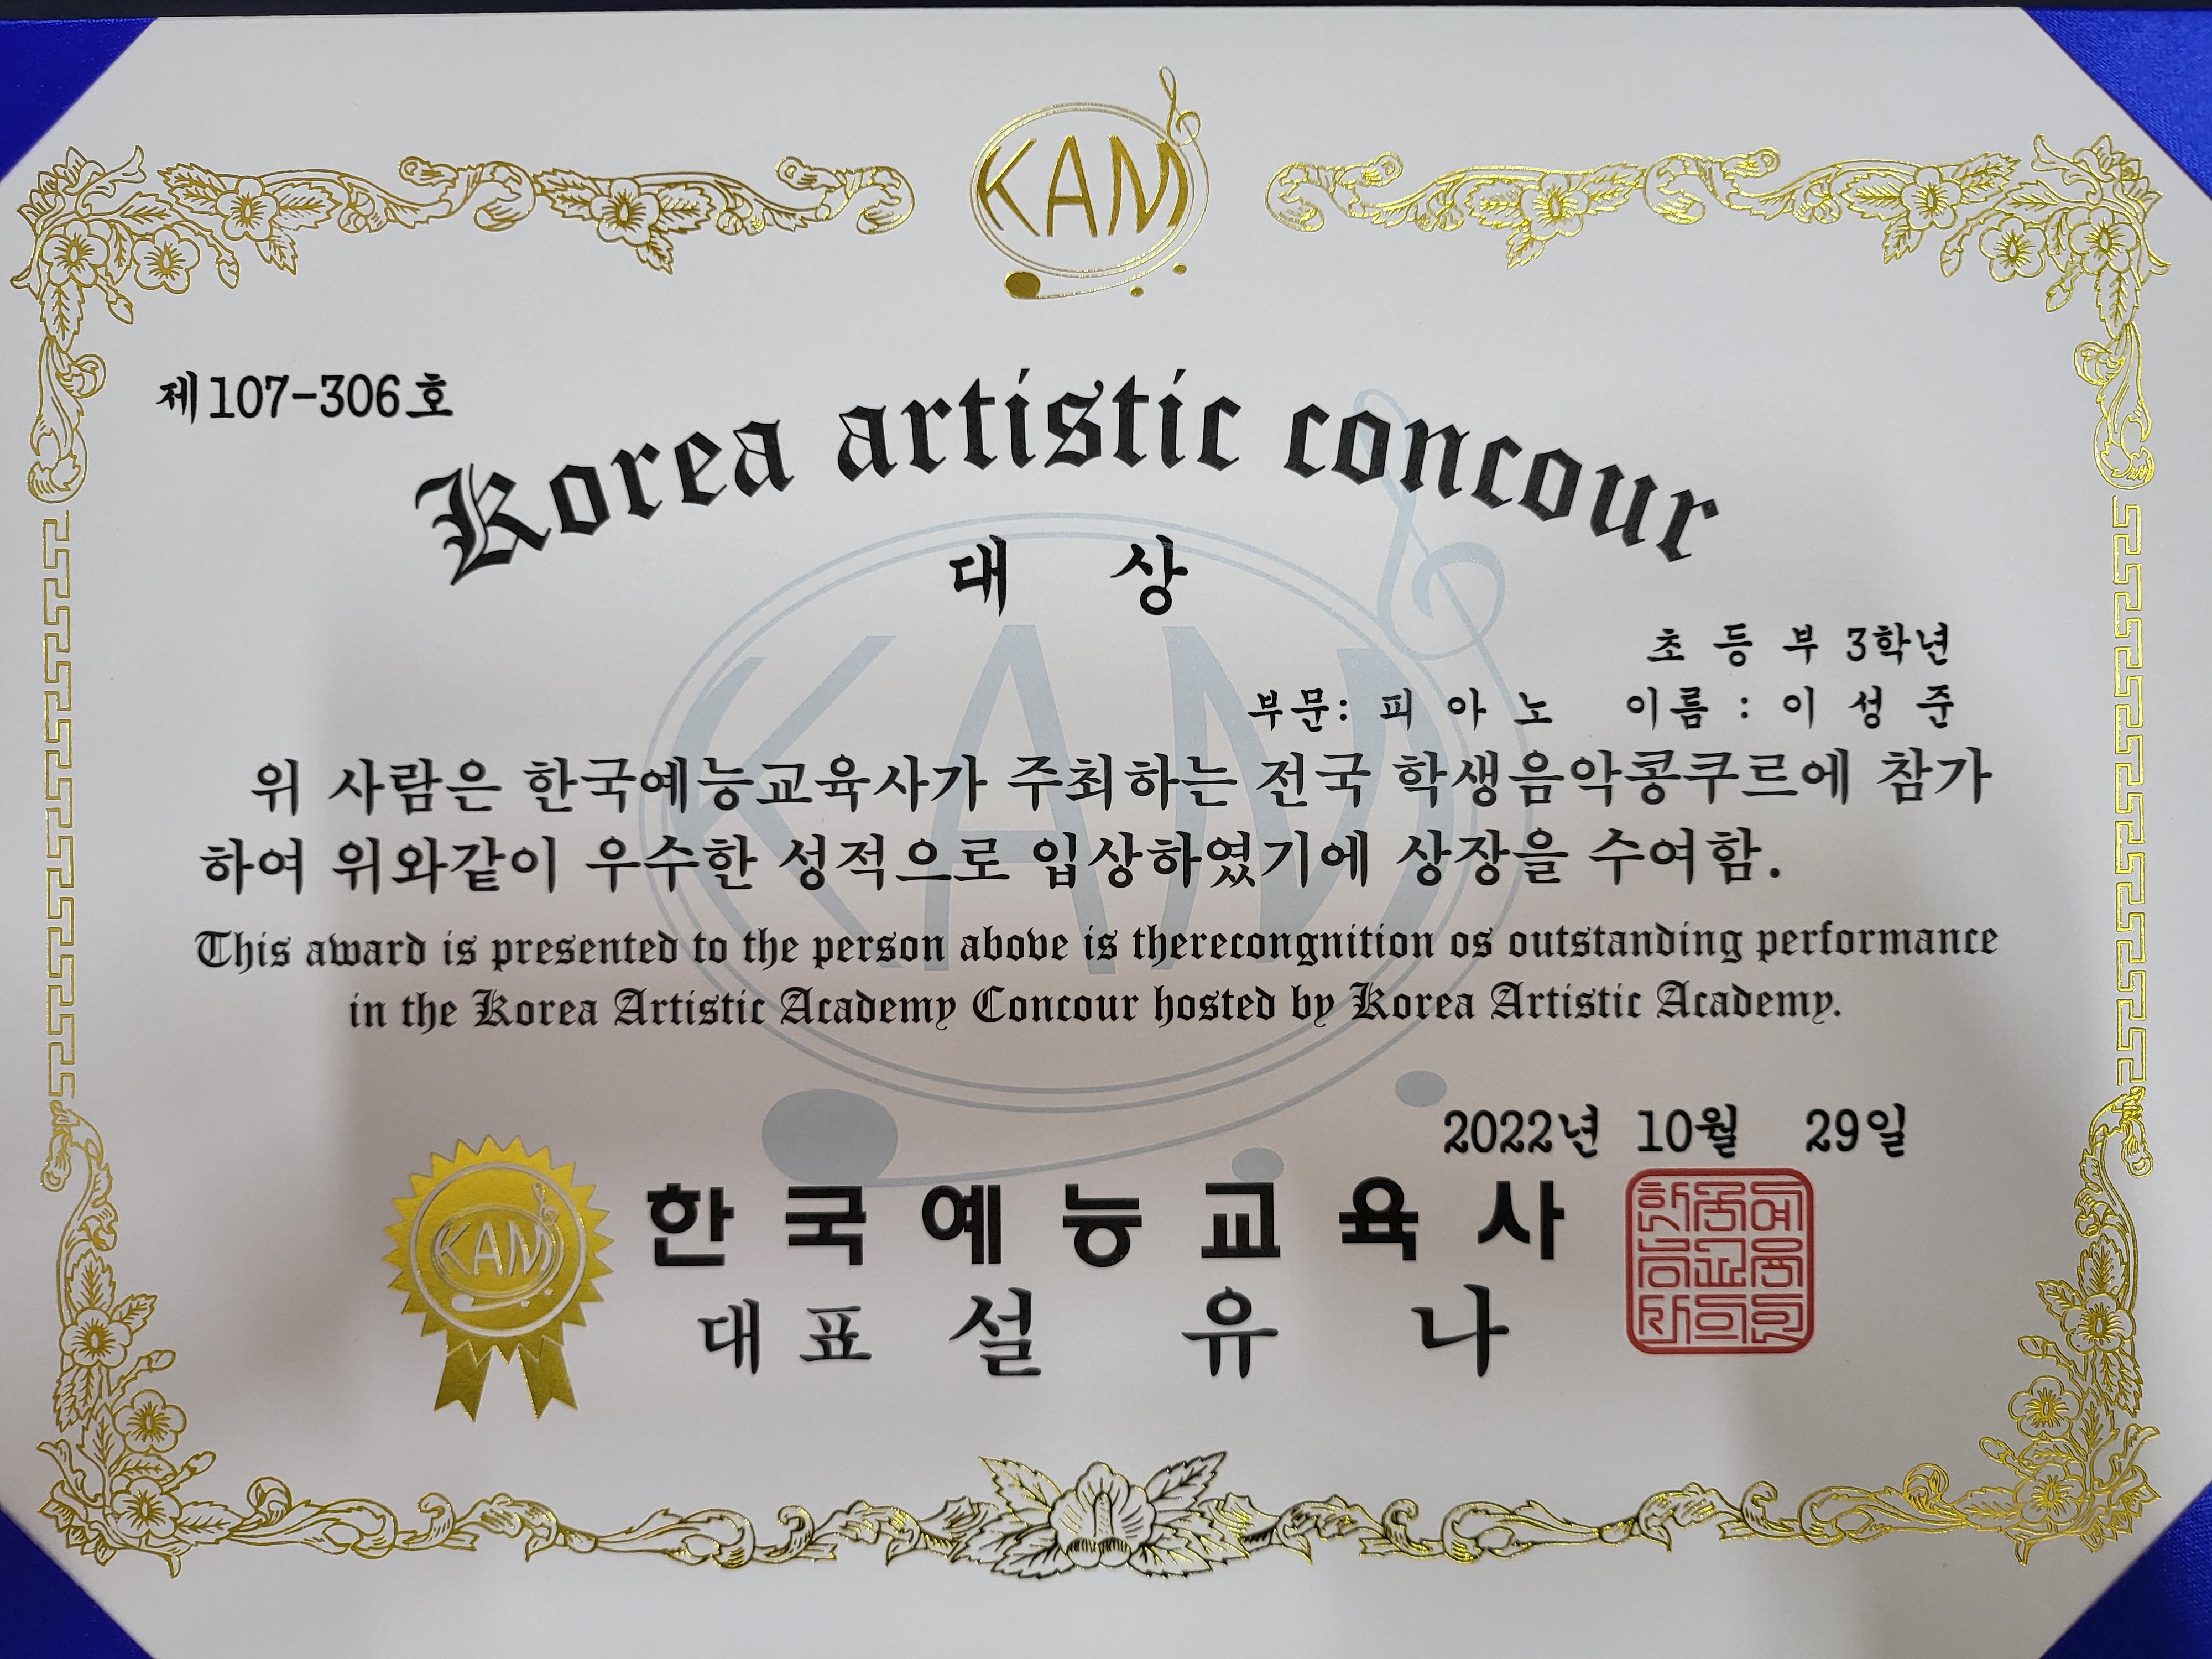 KAM
제107-306호
Korea artistic concour
대 상
초 등 부 3학년
부문: 피 아 노 이름 : 이 성 준
위 사람은 한국예능교육사가 주최하는 전국 학생음악콩쿠르에 참가
하여 위와같이 우수한 성적으로 입상하였기에 상장을 수여함.
This award is presented to the person above is therecongnition os outstanding performance
in the Korea Artistic Academy Concour hosted by Korea Artistic Academy.
2022년 10월 29일
한 국 예 능 교 육 사
대 표 설 유 나
KAM
KAM